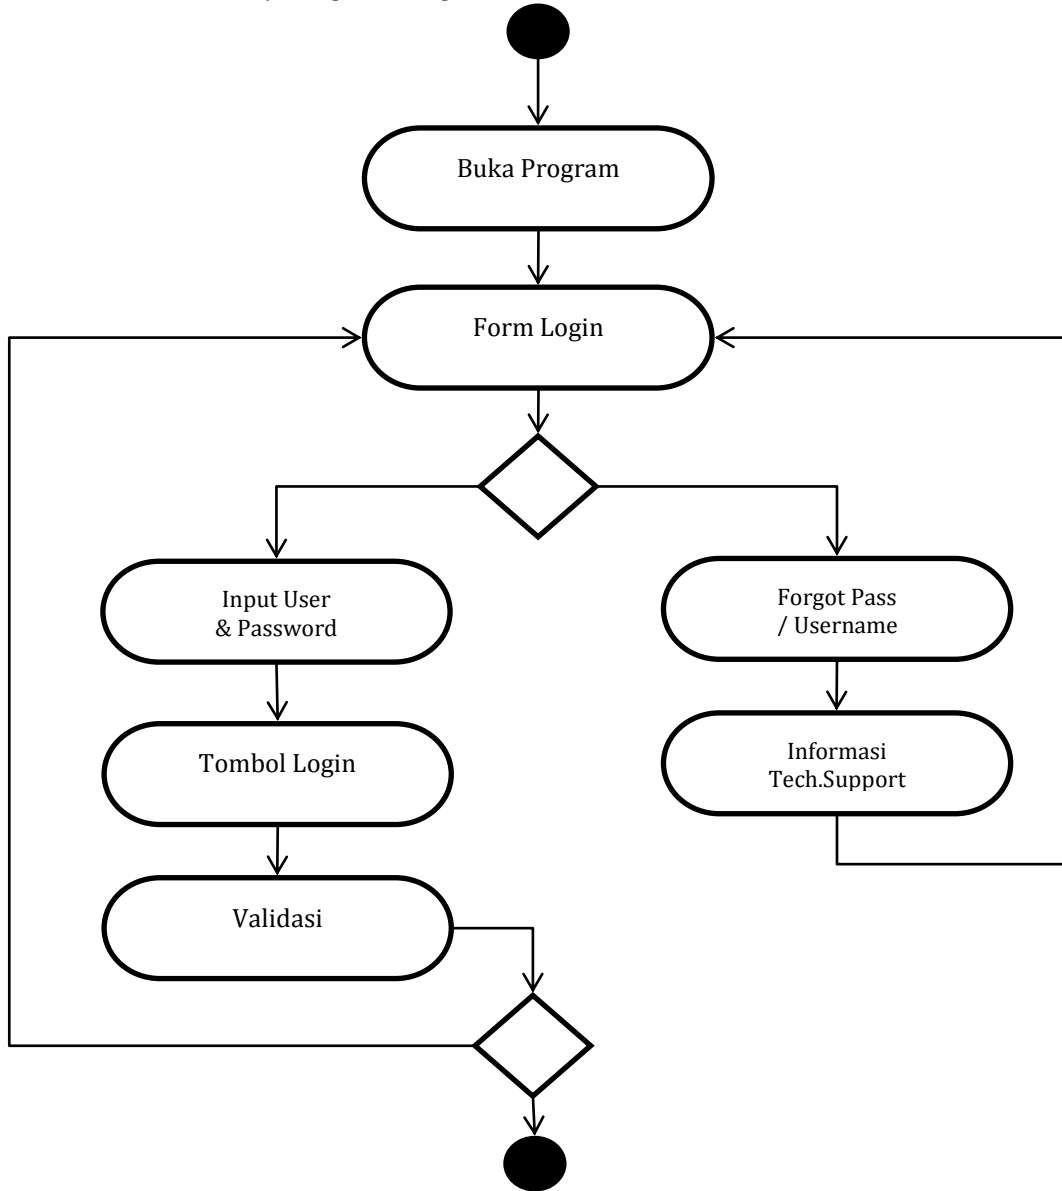 Buka Program
Form Login
Input User
& Password
Forgot Pass
/ Username
Tombol Login
Informasi
Tech.Support
Validasi